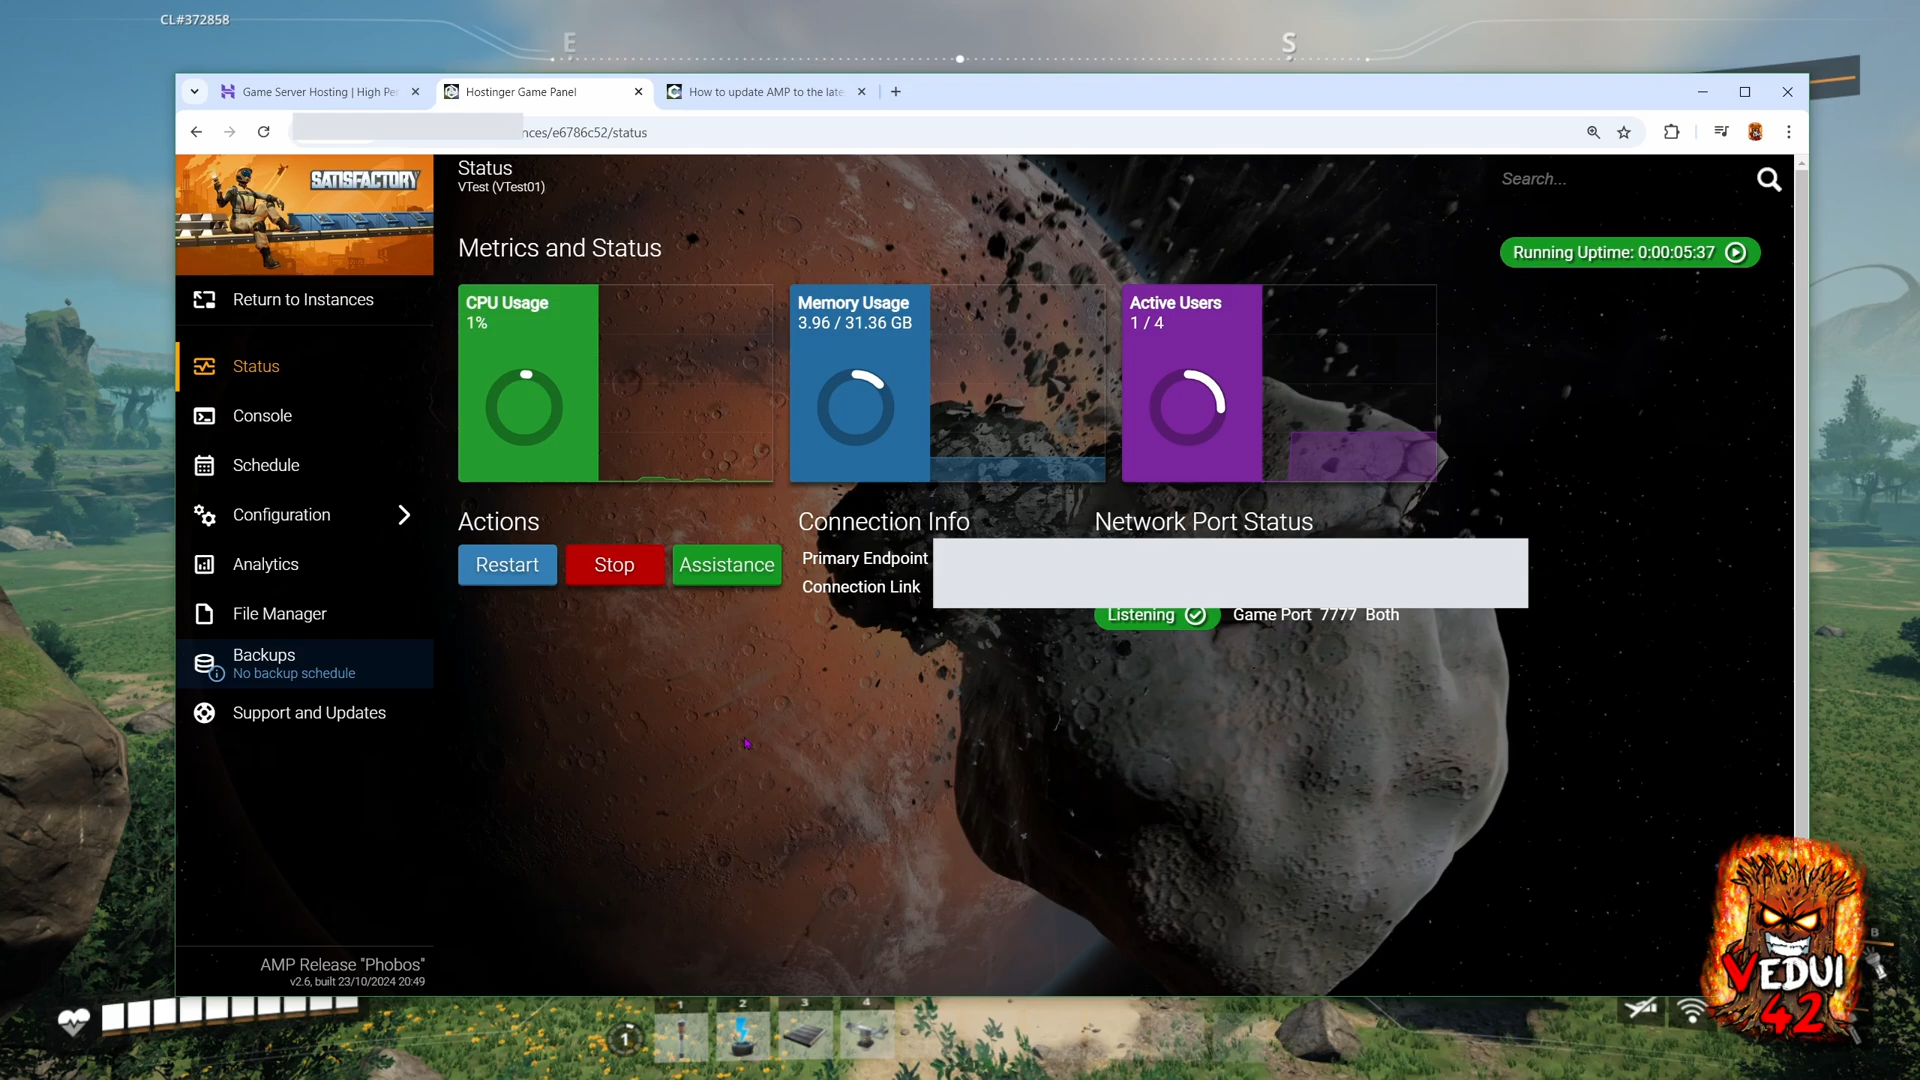 CL#372858
E
S
Game Server Hosting | High Per
Hostinger Game Panel
How to update AMP to the late
nces/e6786c52/status
SATISFACTORY
Status
VTest (VTest01)
Search...
Metrics and Status
Running Uptime: 0:00:05:37
Return to Instances
CPU Usage
1%
Memory Usage
3.96 / 31.36 GB
Active Users
1 / 4
Status
Console
Schedule
Configuration
Analytics
File Manager
Backups
No backup schedule
Support and Updates
Actions
Connection Info
Network Port Status
Restart
Stop
Assistance
Primary Endpoint
Connection Link
Listening
Game Port 7777 Both
AMP Release "Phobos"
v2.6, built 23/10/2024 20:49
1
2
3
4
1
B
VEDUI
42